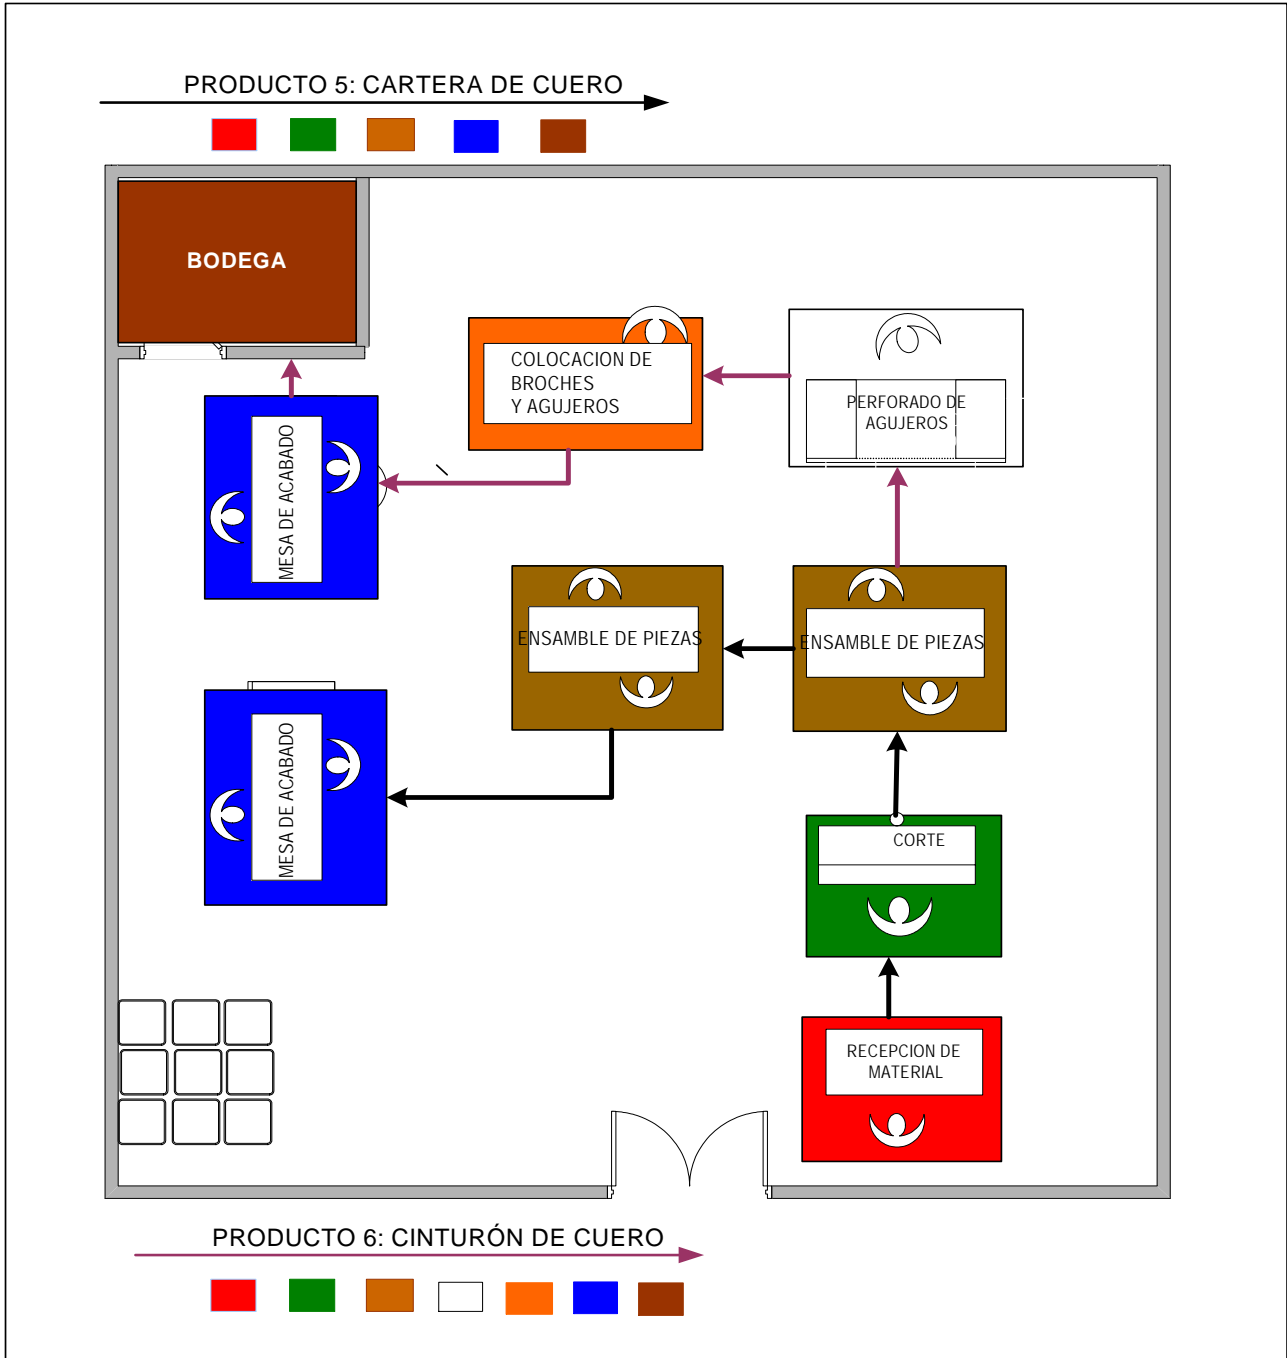 PRODUCTO 5: CARTERA DE CUERO
BODEGA
COLOCACION DE
BROCHES
Y AGUJEROS
PERFORADO DE
AGUJEROS
MESA DE ACABADO
ENSAMBLE DE PIEZAS
ENSAMBLE DE PIEZAS
MESA DE ACABADO
CORTE
RECEPCION DE
MATERIAL
PRODUCTO 6: CINTURÓN DE CUERO